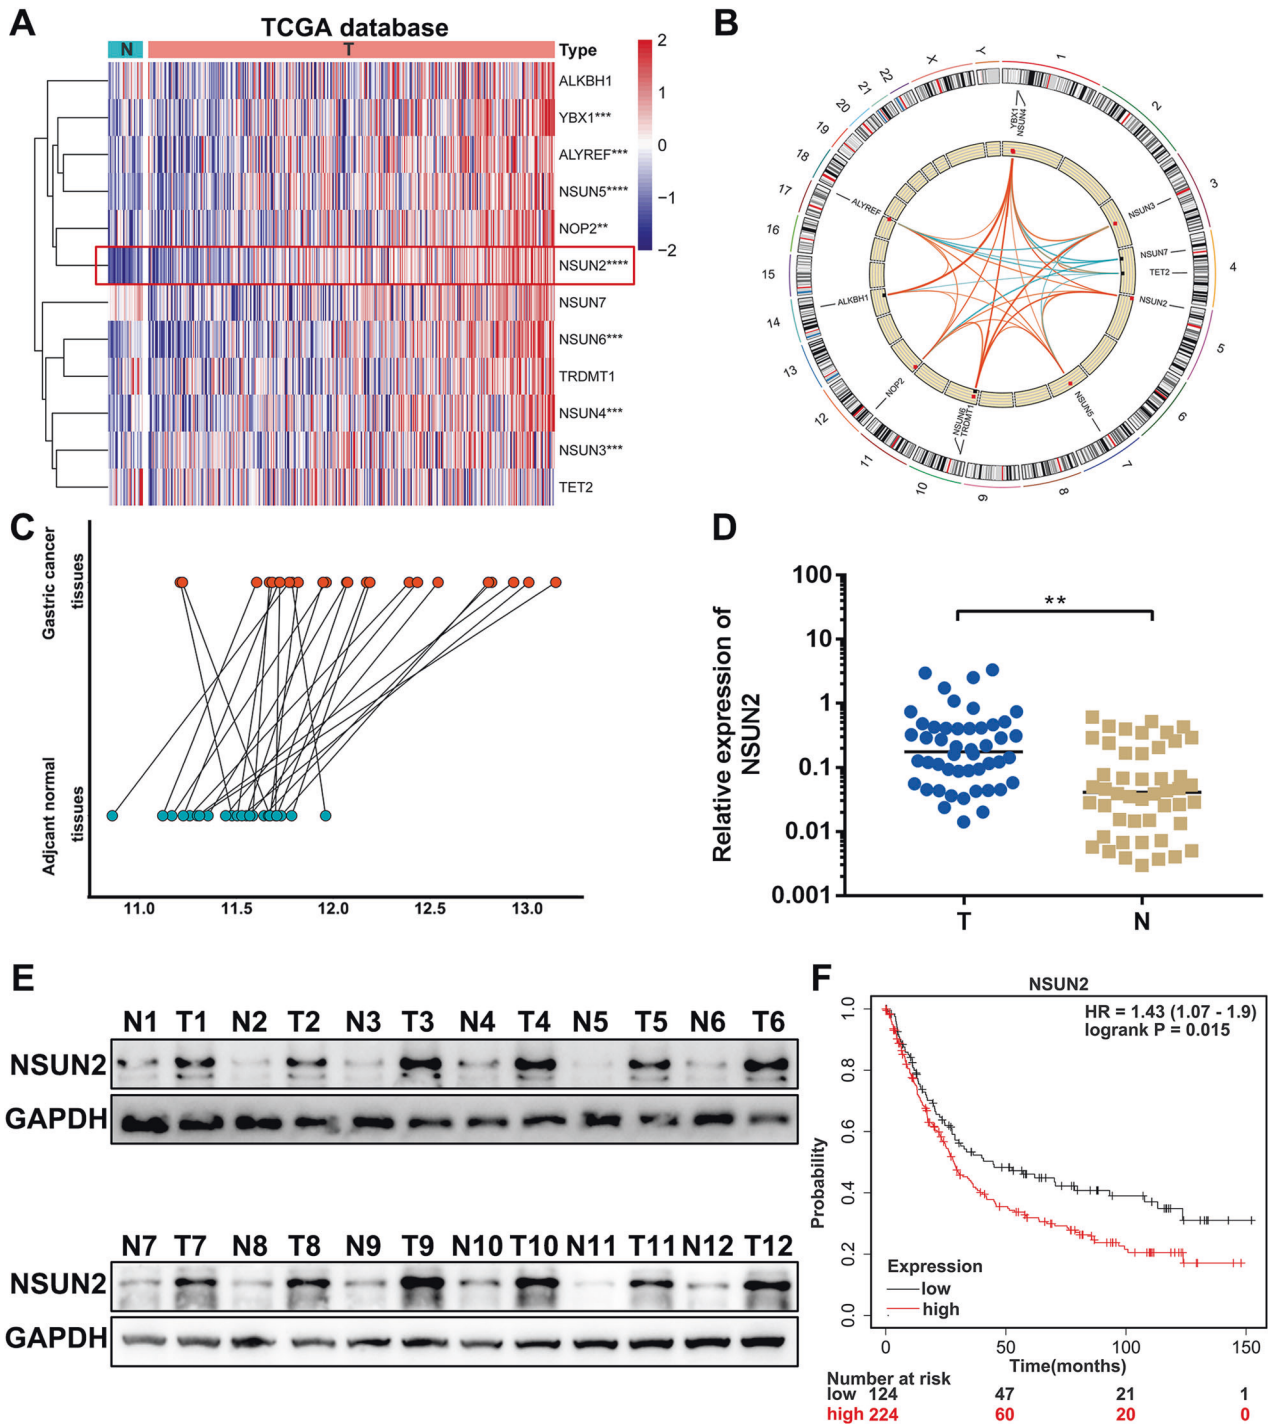 A
TCGA database
N
T
Type
ALKBH1
YBX1***
ALYREF***
NSUN5****
NOP2**
NSUN2****
NSUN7
NSUN6***
TRDMT1
NSUN4***
NSUN3***
TET2
2
1
0
−1
−2
B
1
2
3
4
5
6
7
8
9
10
11
12
13
14
15
16
17
18
19
20
21
22
X
Y
YBX1
NSUN4
NSUN3
NSUN7
TET2
NSUN2
NSUN5
NSUN6
TRDMT1
NOP2
ALKBH1
ALYREF
C
Gastric cancer
tissues
Adjcant normal
tissues
11.0 11.5 12.0 12.5 13.0
D
Relative expression of
NSUN2
100
10
1
0.1
0.01
0.001
**
T N
E
N1 T1 N2 T2 N3 T3 N4 T4 N5 T5 N6 T6
NSUN2
GAPDH
N7 T7 N8 T8 N9 T9 N10 T10 N11 T11 N12 T12
NSUN2
GAPDH
F
NSUN2
HR = 1.43 (1.07 - 1.9)
logrank P = 0.015
Probability
1.0
0.8
0.6
0.4
0.2
0.0
Expression
low
high
0 50 100 150
Time(months)
Number at risk
low 124 47 21 1
high 224 60 20 0